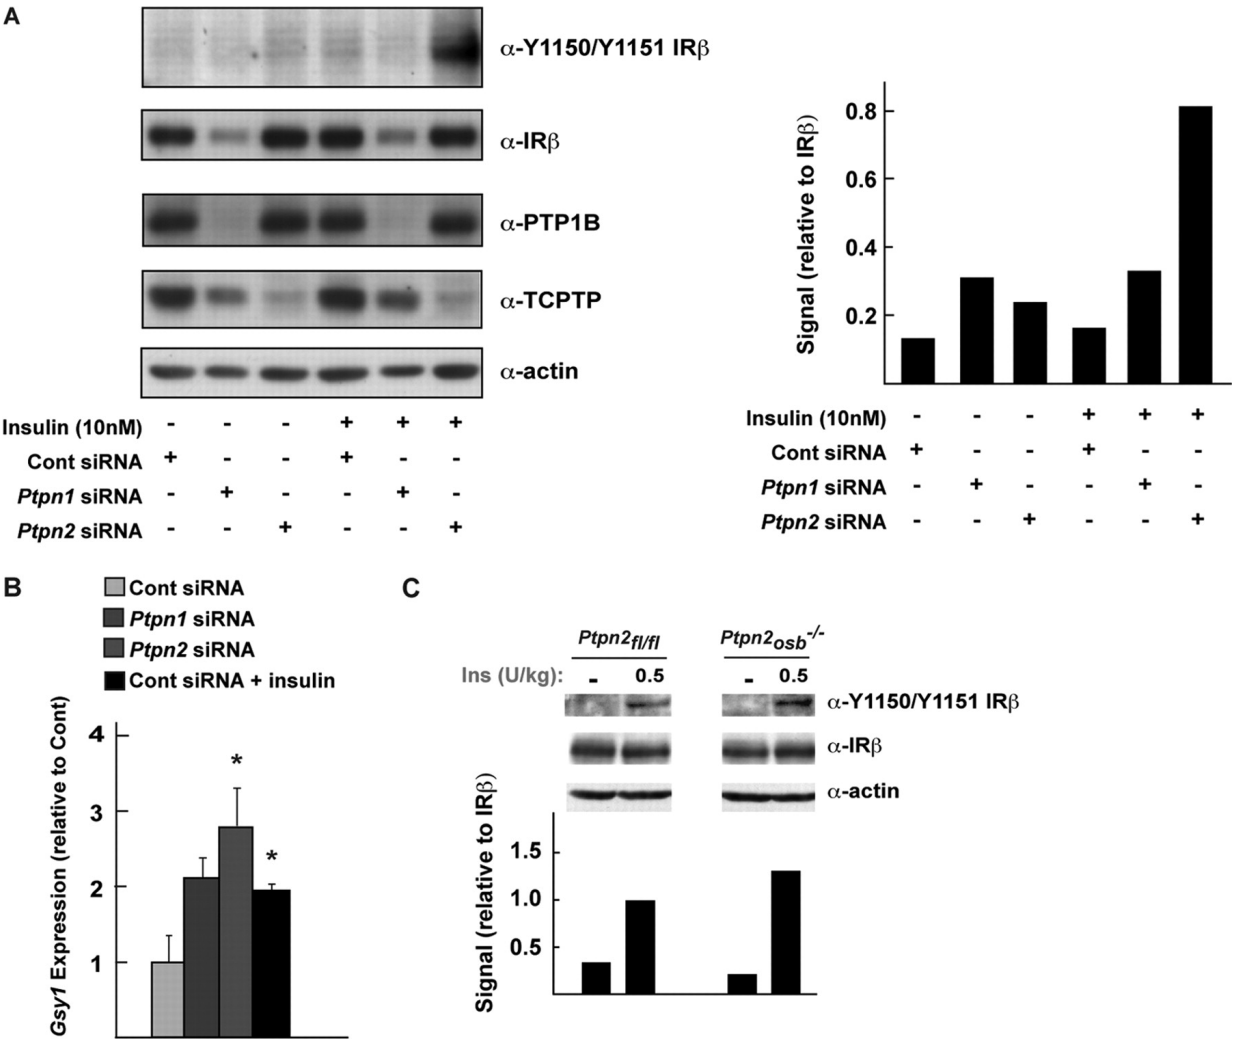 A
α-Y1150/Y1151 IRβ
α-IRβ
α-PTP1B
α-TCPTP
α-actin
Insulin (10nM) - - - + + +
Cont siRNA + - - + - -
Ptpn1 siRNA - + - - + -
Ptpn2 siRNA - - + - - +
Signal (relative to IRβ)
0.8
0.6
0.4
0.2
Insulin (10nM) - - - + + +
Cont siRNA + - - + - -
Ptpn1 siRNA - + - - + -
Ptpn2 siRNA - - + - - +
B
Cont siRNA
Ptpn1 siRNA
Ptpn2 siRNA
Cont siRNA + insulin
Gsy1 Expression (relative to Cont)
4
3
2
1
*
*
C
Ptpn2fl/fl Ptpn2osb-/-
Ins (U/kg): - 0.5 - 0.5
α-Y1150/Y1151 IRβ
α-IRβ
α-actin
Signal (relative to IRβ)
1.5
1.0
0.5